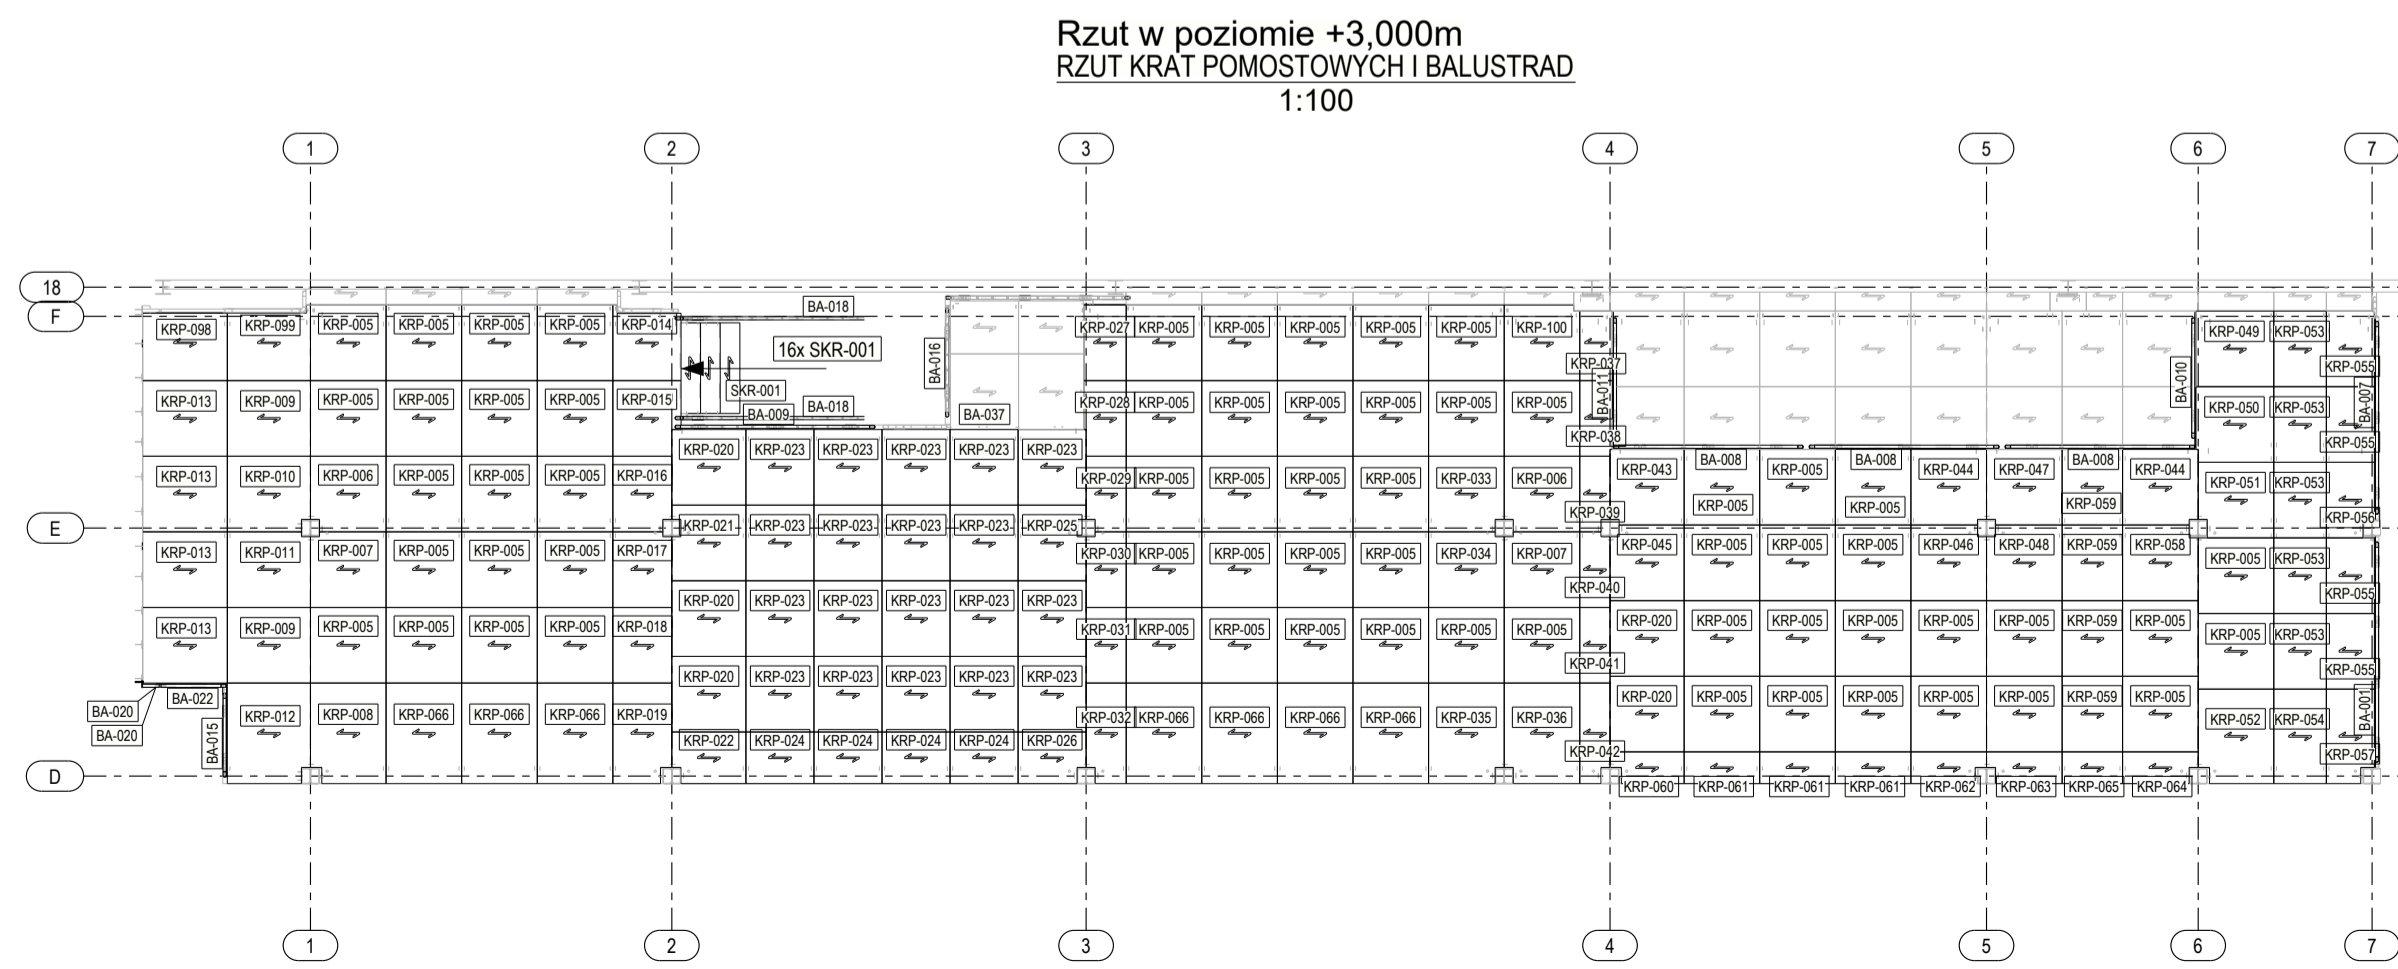 Rzut w poziomie +3,000m
RZUT KRAT POMOSTOWYCH I BALUSTRAD
1:100
1 2 3 4 5 6 7
18
F
BA-018
KRP-098 KRP-099 KRP-005 KRP-005 KRP-005 KRP-005 KRP-014 KRP-027 KRP-005 KRP-005 KRP-005 KRP-005 KRP-005 KRP-100 KRP-049 KRP-053
16x SKR-001 BA-016 KRP-037 KRP-055
SKR-001 BA-011 BA-010 BA-007
KRP-013 KRP-009 KRP-005 KRP-005 KRP-005 KRP-005 KRP-015 BA-009 BA-018 BA-037 KRP-028 KRP-005 KRP-005 KRP-005 KRP-005 KRP-005 KRP-005 KRP-050 KRP-053
KRP-038 KRP-055
KRP-020 KRP-023 KRP-023 KRP-023 KRP-023 KRP-023 KRP-043 BA-008 KRP-005 BA-008 KRP-044 KRP-047 BA-008 KRP-044
KRP-013 KRP-010 KRP-006 KRP-005 KRP-005 KRP-005 KRP-016 KRP-029 KRP-005 KRP-005 KRP-005 KRP-005 KRP-033 KRP-006 KRP-051 KRP-053
KRP-039 KRP-005 KRP-005 KRP-059 KRP-056
E
KRP-021 KRP-023 KRP-023 KRP-023 KRP-023 KRP-025
KRP-013 KRP-011 KRP-007 KRP-005 KRP-005 KRP-005 KRP-017 KRP-030 KRP-005 KRP-005 KRP-005 KRP-005 KRP-034 KRP-007 KRP-045 KRP-005 KRP-005 KRP-005 KRP-046 KRP-048 KRP-059 KRP-058 KRP-005 KRP-053
KRP-040 KRP-055
KRP-020 KRP-023 KRP-023 KRP-023 KRP-023 KRP-023
KRP-013 KRP-009 KRP-005 KRP-005 KRP-005 KRP-005 KRP-018 KRP-031 KRP-005 KRP-005 KRP-005 KRP-005 KRP-005 KRP-005 KRP-020 KRP-005 KRP-005 KRP-005 KRP-005 KRP-005 KRP-059 KRP-005 KRP-005 KRP-053
KRP-041 KRP-055
KRP-020 KRP-023 KRP-023 KRP-023 KRP-023 KRP-023 KRP-020 KRP-005 KRP-005 KRP-005 KRP-005 KRP-005 KRP-059 KRP-005
BA-020 BA-022 BA-001
BA-020 BA-015 KRP-012 KRP-008 KRP-066 KRP-066 KRP-066 KRP-019 KRP-032 KRP-066 KRP-066 KRP-066 KRP-066 KRP-035 KRP-036 KRP-052 KRP-054
KRP-022 KRP-024 KRP-024 KRP-024 KRP-024 KRP-026 KRP-042 KRP-057
D
KRP-060 KRP-061 KRP-061 KRP-061 KRP-062 KRP-063 KRP-065 KRP-064
1 2 3 4 5 6 7